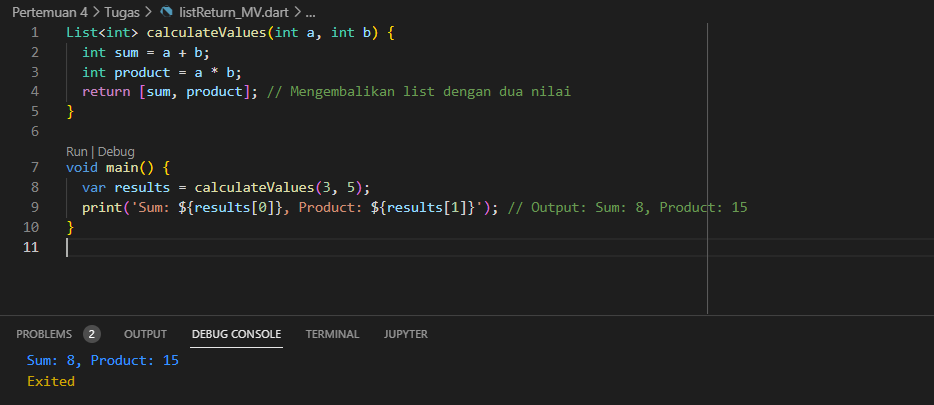 Pertemuan 4 > Tugas > listReturn_MV.dart > ...
1 List<int> calculateValues(int a, int b) {
2   int sum = a + b;
3   int product = a * b;
4   return [sum, product]; // Mengembalikan list dengan dua nilai
5 }
6
Run | Debug
7 void main() {
8   var results = calculateValues(3, 5);
9   print('Sum: ${results[0]}, Product: ${results[1]}'); // Output: Sum: 8, Product: 15
10 }
11
PROBLEMS 2 OUTPUT DEBUG CONSOLE TERMINAL JUPYTER
Sum: 8, Product: 15
Exited